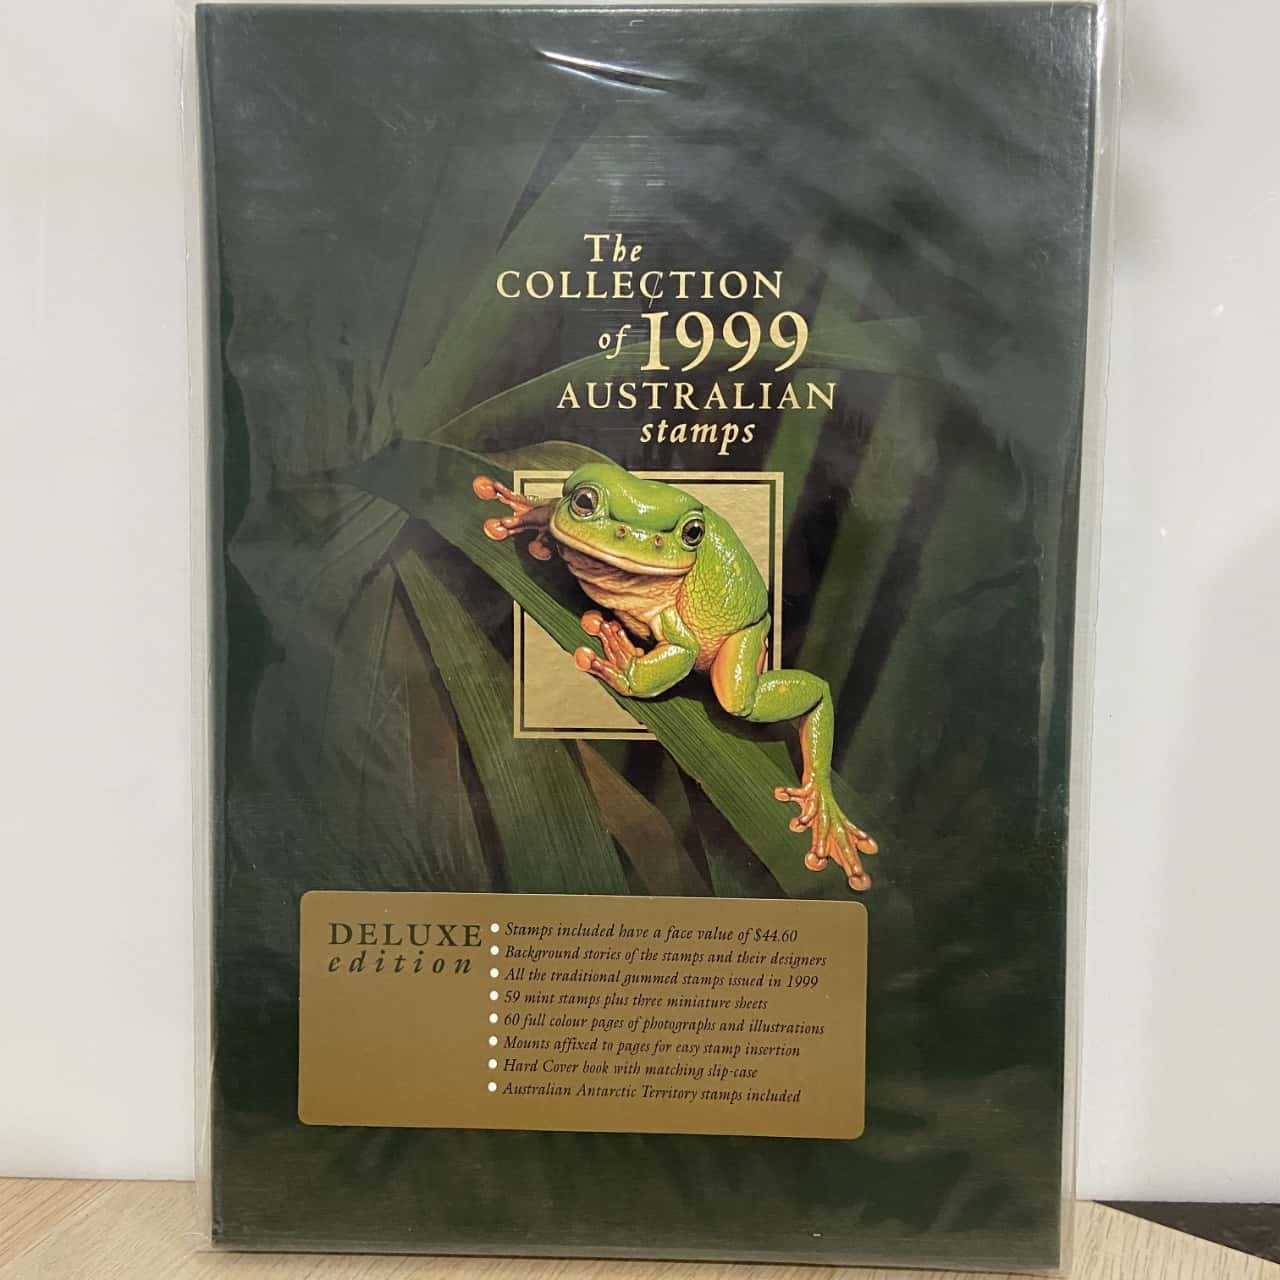 The
COLLECTION
of 1999
AUSTRALIAN
stamps
DELUXE
edition
Stamps included have a face value of $44.60
Background stories of the stamps and their designers
All the traditional gummed stamps issued in 1999
59 mint stamps plus three miniature sheets
60 full colour pages of photographs and illustrations
Mounts affixed to pages for easy stamp insertion
Hard Cover book with matching slip-case
Australian Antarctic Territory stamps included